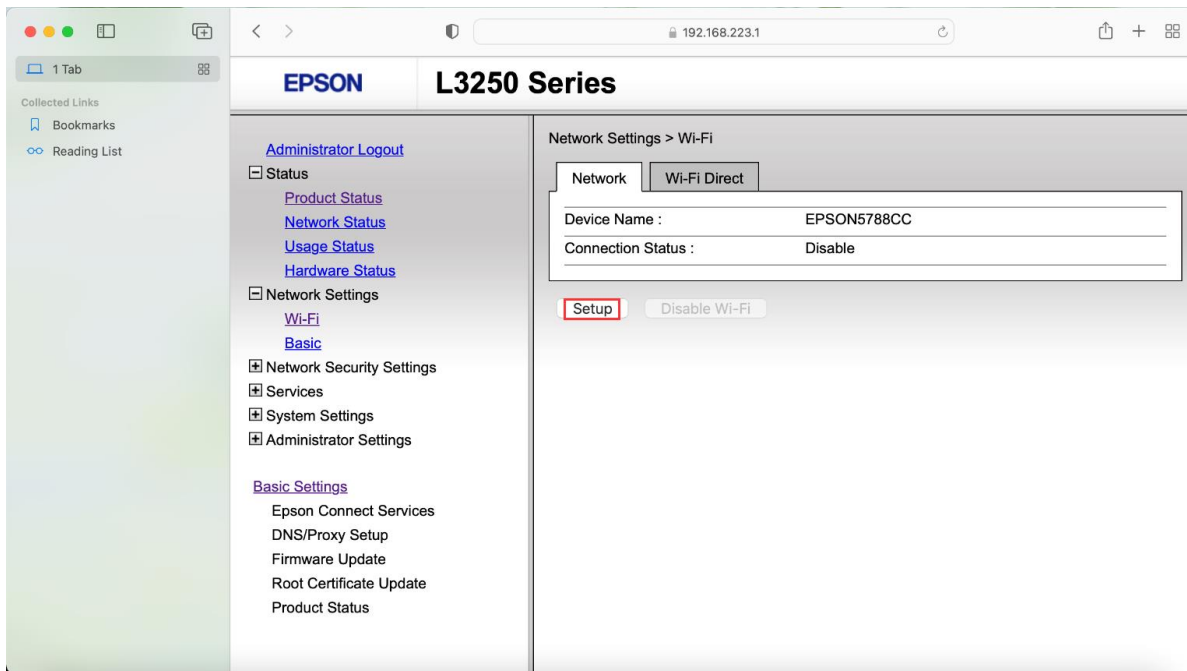 192.168.223.1
1 Tab
Collected Links
Bookmarks
Reading List
EPSON
L3250 Series
Administrator Logout
Status
Product Status
Network Status
Usage Status
Hardware Status
Network Settings
Wi-Fi
Basic
Network Security Settings
Services
System Settings
Administrator Settings
Basic Settings
Epson Connect Services
DNS/Proxy Setup
Firmware Update
Root Certificate Update
Product Status
Network Settings > Wi-Fi
Network Wi-Fi Direct
Device Name : EPSON5788CC
Connection Status : Disable
Setup Disable Wi-Fi